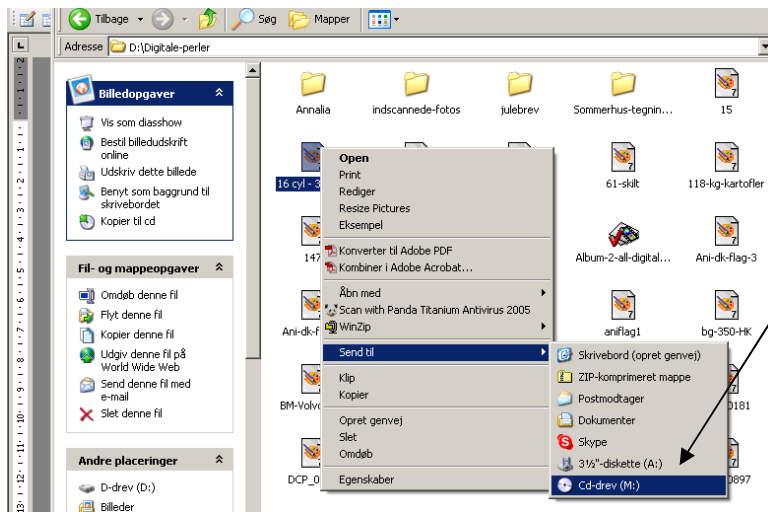 Tilbage
Søg
Mapper
Adresse
D:\Digitale-perler
Billedopgaver
Vis som diasshow
Bestil billedudskrift
online
Udskriv dette billede
Benyt som baggrund til
skrivebordet
Kopier til cd
Fil- og mappeopgaver
Omdøb denne fil
Flyt denne fil
Kopier denne fil
Udgiv denne fil på
World Wide Web
Send denne fil med
e-mail
Slet denne fil
Andre placeringer
D-drev (D:)
Billeder
Annalia
indscannede-fotos
julebrev
Sommerhus-tegnin...
15
16 cyl - 3
61-skilt
118-kg-kartofler
147
Album-2-all-digital...
Ani-dk-flag-3
Ani-dk-f
aniflag1
bg-350-HK
BM-Volvo
0181
DCP_0
0897
Open
Print
Rediger
Resize Pictures
Eksempel
Konverter til Adobe PDF
Kombiner i Adobe Acrobat...
Åbn med
Scan with Panda Titanium Antivirus 2005
WinZip
Send til
Klip
Kopier
Opret genvej
Slet
Omdøb
Egenskaber
Skrivebord (opret genvej)
ZIP-komprimeret mappe
Postmodtager
Dokumenter
Skype
3½"-diskette (A:)
Cd-drev (M:)